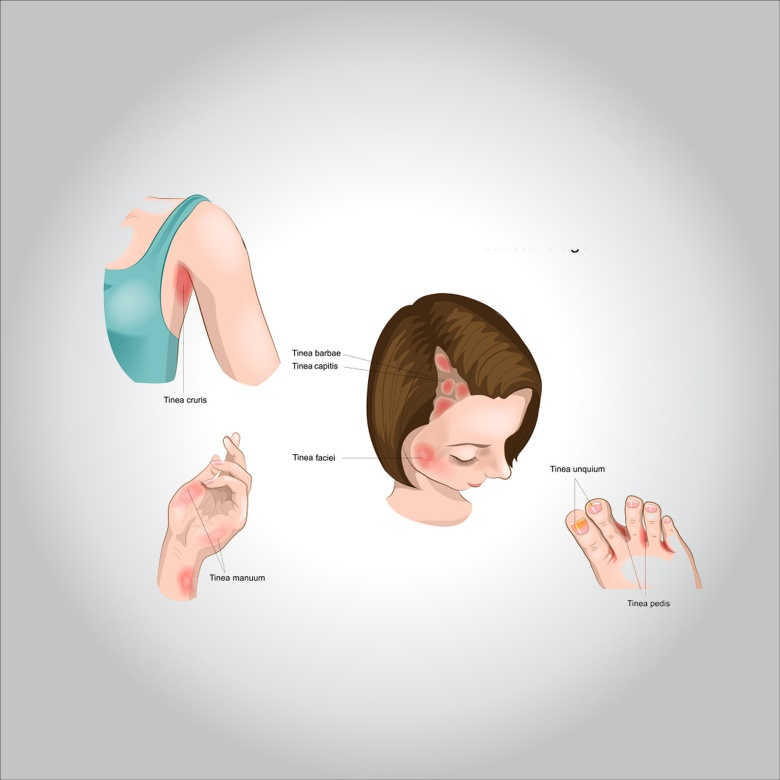 Tinea barbae
Tinea capitis
Tinea cruris
Tinea faciei
Tinea unquium
Tinea manuum
Tinea pedis